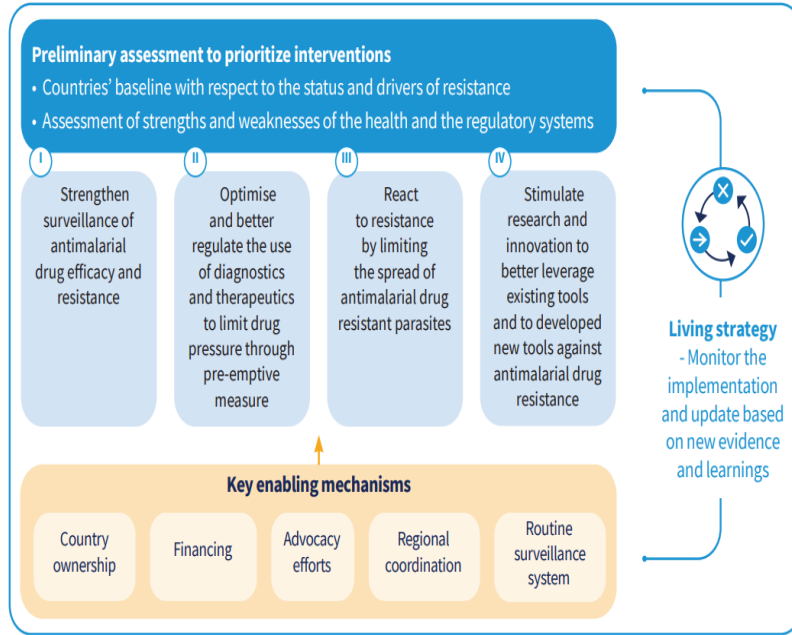 Preliminary assessment to prioritize interventions
• Countries' baseline with respect to the status and drivers of resistance
• Assessment of strengths and weaknesses of the health and the regulatory systems
I
Strengthen
surveillance of
antimalarial
drug efficacy and
resistance
II
Optimise
and better
regulate the use
of diagnostics
and therapeutics
to limit drug
pressure through
pre-emptive
measure
III
React
to resistance
by limiting
the spread of
antimalarial drug
resistant parasites
IV
Stimulate
research and
innovation to
better leverage
existing tools
and to developed
new tools against
antimalarial drug
resistance
Living strategy
- Monitor the
implementation
and update based
on new evidence
and learnings
Key enabling mechanisms
Country
ownership
Financing
Advocacy
efforts
Regional
coordination
Routine
surveillance
system